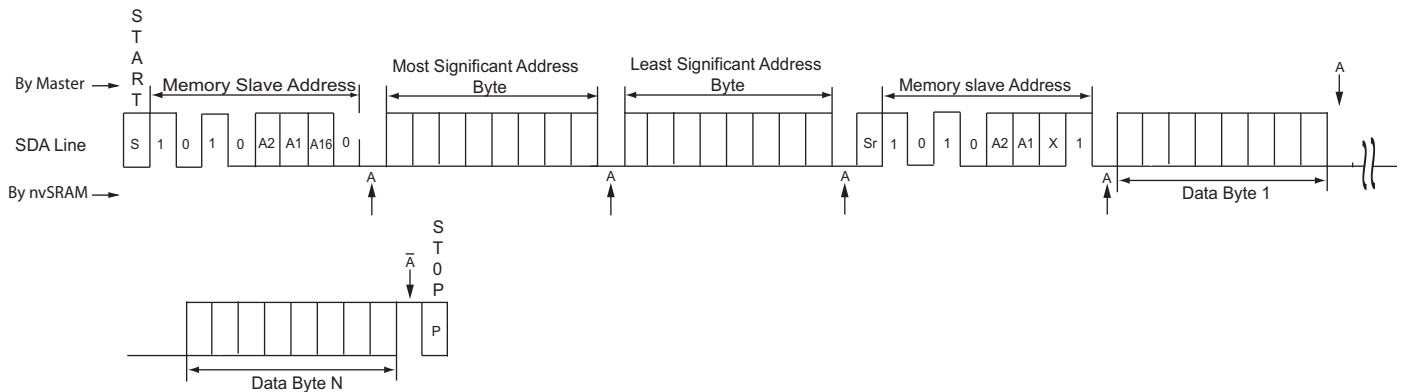 START
By Master
Memory Slave Address
Most Significant Address
Byte
Least Significant Address
Byte
Memory slave Address
A
SDA Line
S 1 0 1 0 A2 A1 A16 0
Sr 1 0 1 0 A2 A1 X 1
By nvSRAM
A
A
A
A
Data Byte 1
ST0P
A̅
P
Data Byte N